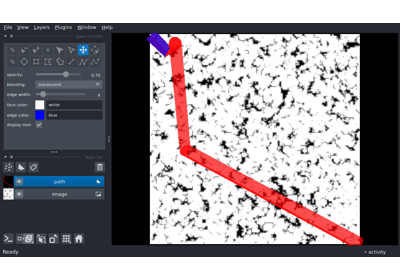 File View Layers Plugins Window Help
opacity: 0.70
blending: translucent
edge width:
face color: white
edge color: blue
display text:
path
Image
Ready
activity